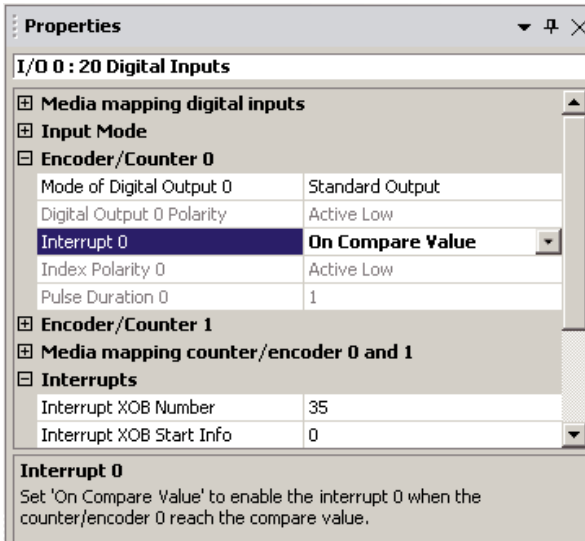 Properties
I/O 0 : 20 Digital Inputs
Media mapping digital inputs
Input Mode
Encoder/Counter 0
Mode of Digital Output 0 Standard Output
Digital Output 0 Polarity Active Low
Interrupt 0 On Compare Value
Index Polarity 0 Active Low
Pulse Duration 0 1
Encoder/Counter 1
Media mapping counter/encoder 0 and 1
Interrupts
Interrupt XOB Number 35
Interrupt XOB Start Info 0
Interrupt 0
Set 'On Compare Value' to enable the interrupt 0 when the
counter/encoder 0 reach the compare value.